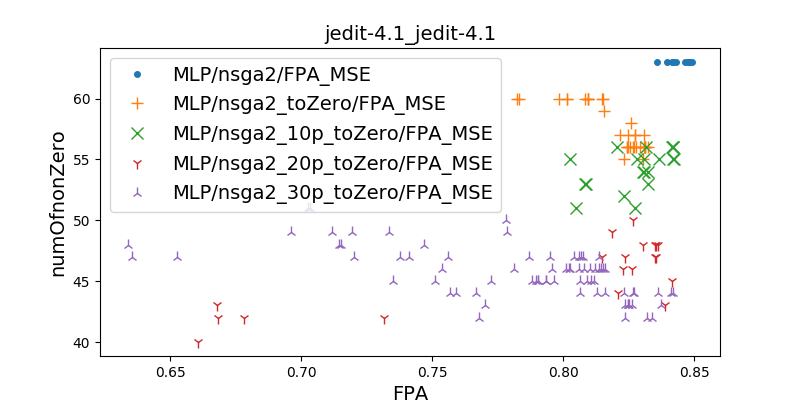 jedit-4.1_jedit-4.1
MLP/nsga2/FPA_MSE
MLP/nsga2_toZero/FPA_MSE
MLP/nsga2_10p_toZero/FPA_MSE
MLP/nsga2_20p_toZero/FPA_MSE
MLP/nsga2_30p_toZero/FPA_MSE
numOfnonZero
60
55
50
45
40
0.65 0.70 0.75 0.80 0.85
FPA